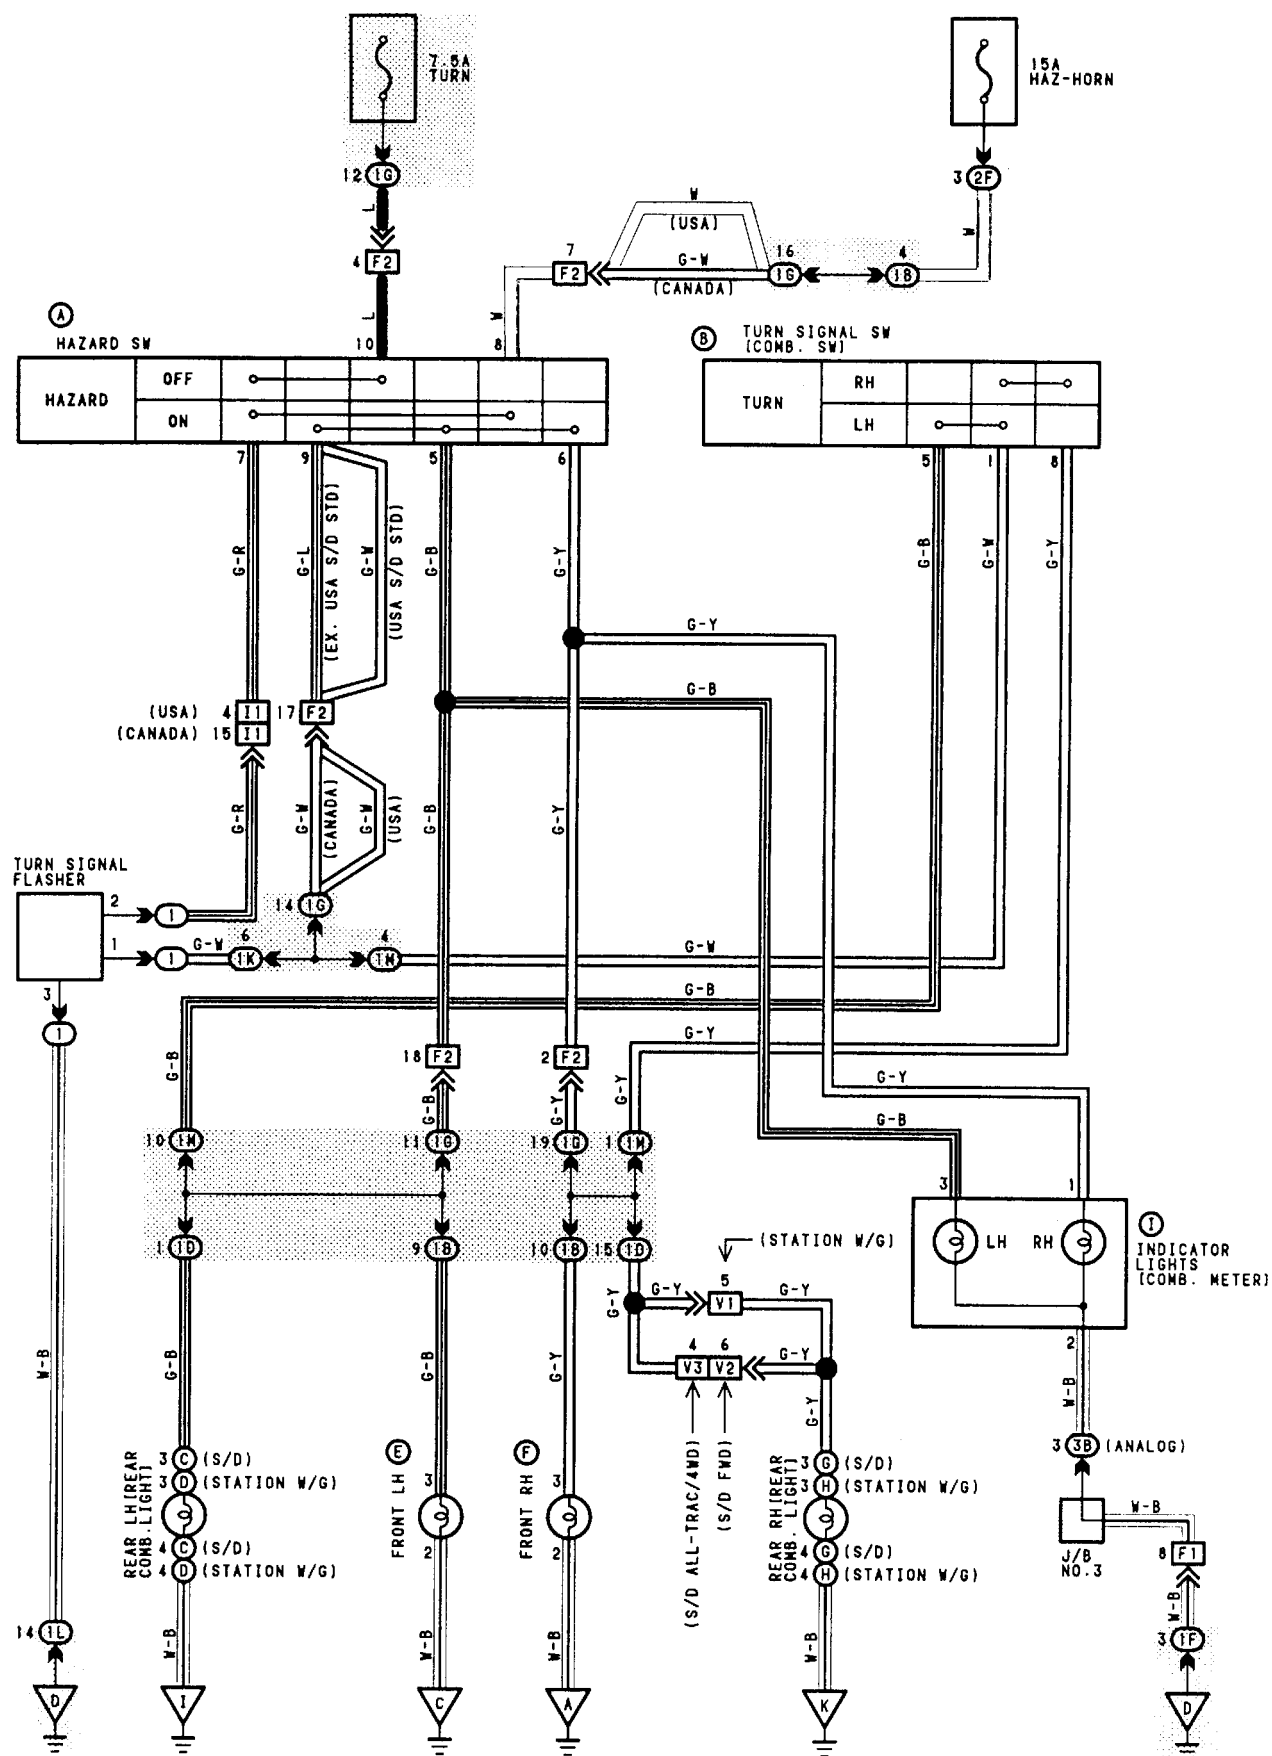 7.5A
TURN
15A
HAZ-HORN
12 1G
3 2F
L
W
W
(USA)
4 F2
7
F2
G-W
(CANADA)
16
1G
4
1B
L
W
A
HAZARD SW
10
8
B
TURN SIGNAL SW
[COMB. SW]
HAZARD
OFF
ON
TURN
RH
LH
7
9
5
6
5
1
8
G-R
G-L
(EX. USA S/D STD)
G-W
(USA S/D STD)
G-B
G-Y
G-B
G-W
G-Y
G-Y
G-B
(USA) 4 I1
(CANADA) 15 I1
17 F2
G-R
G-W
(CANADA)
G-W
(USA)
G-B
G-Y
TURN SIGNAL
FLASHER
2
1
14 1G
1
1
G-W
6
1K
4
1M
G-W
3
1
G-B
G-Y
G-B
18 F2
2 F2
G-B
G-Y
G-Y
G-Y
G-B
10 1M
11 1G
19 1G
1 1M
3
1
LH
RH
I
INDICATOR
LIGHTS
[COMB. METER]
1 1D
9 1B
10 1B
15 1D
(STATION W/G)
G-Y
G-Y
5
V1
G-Y
4
V3
6
V2
G-Y
2
W-B
G-B
G-B
G-Y
G-Y
W-B
3 3B (ANALOG)
REAR LH[REAR
COMB. LIGHT]
3 C (S/D)
3 D (STATION W/G)
4 C (S/D)
4 D (STATION W/G)
E
FRONT LH
3
2
F
FRONT RH
3
2
(S/D ALL-TRAC/4WD)
(S/D FWD)
REAR RH[REAR
COMB. LIGHT]
3 G (S/D)
3 H (STATION W/G)
4 G (S/D)
4 H (STATION W/G)
J/B
NO.3
W-B
8 F1
W-B
14 1L
W-B
W-B
W-B
W-B
3 1F
D
I
C
A
K
D